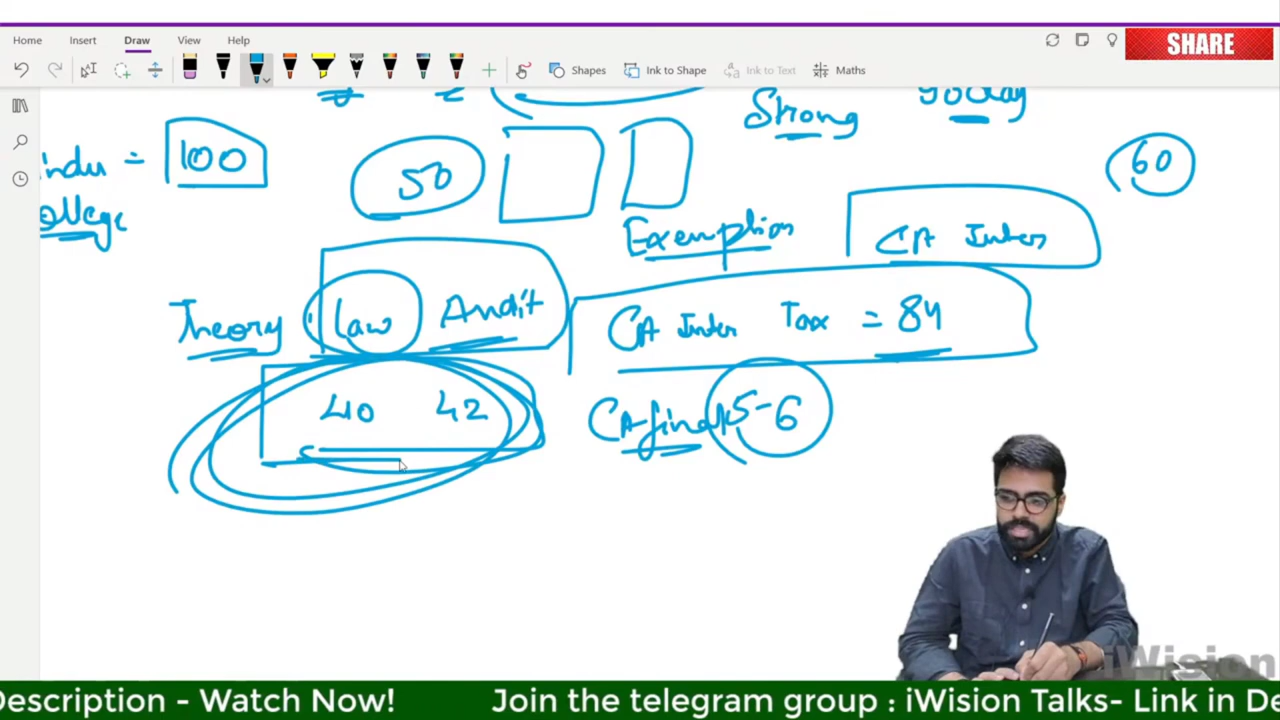 Home Insert Draw View Help
SHARE
Shapes Ink to Shape Ink to Text Maths
Strong Today
indu = 100 50 60
ollege
Exemption CA Inter
Theory Law Audit CA Inter Tax = 84
40 42 CA-final 5-6
iWision
Description - Watch Now! Join the telegram group : iWision Talks- Link in De